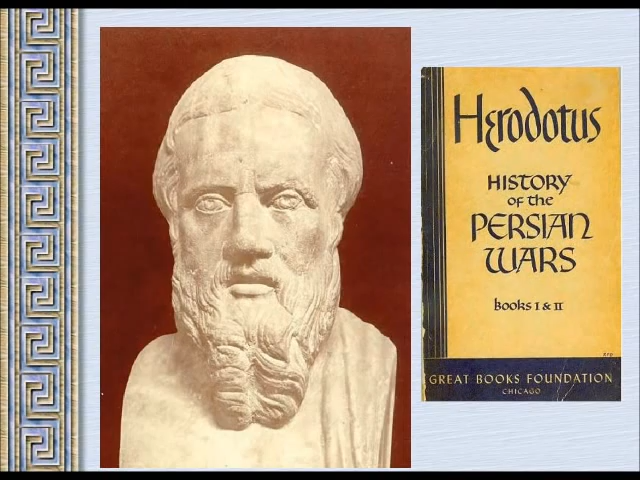 Herodotus
HISTORY
of the
PERSIAN
WARS
Books I & II
GREAT BOOKS FOUNDATION
CHICAGO